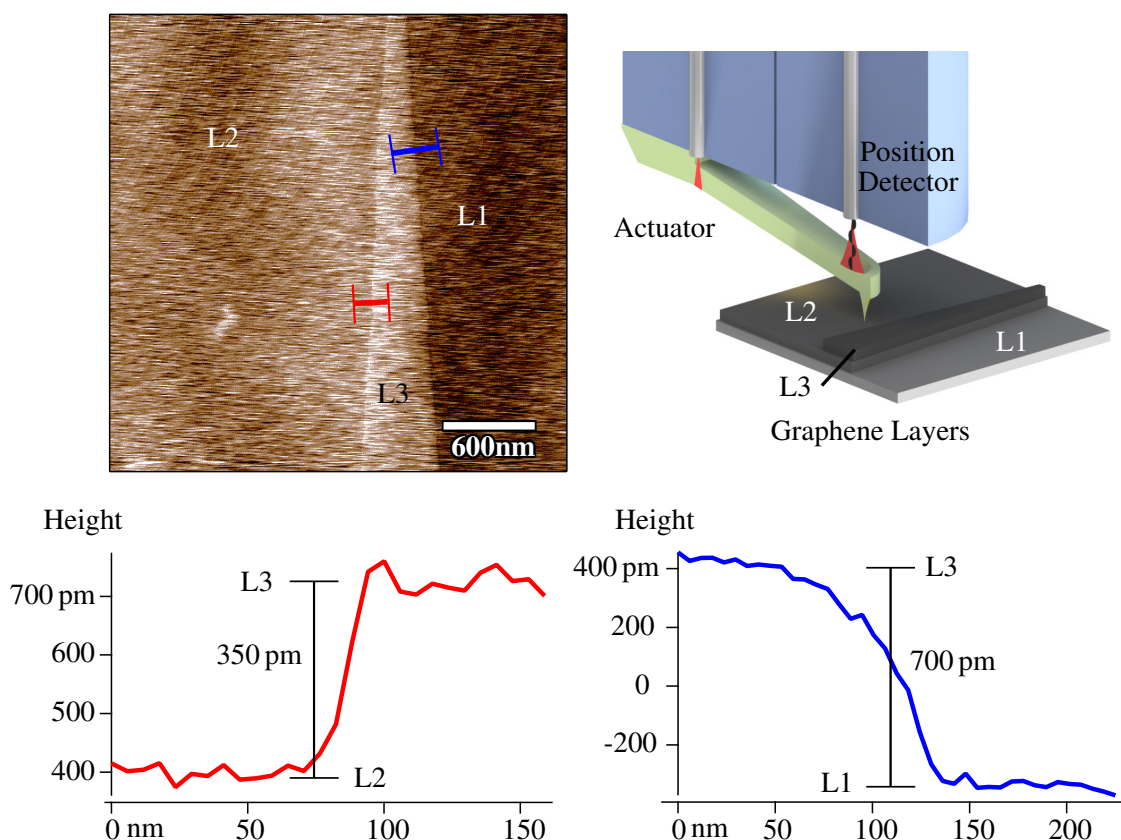 L2
L1
L3
600nm
Position
Detector
Actuator
L2
L1
L3
Graphene Layers
Height
700 pm
600
500
400
L3
350 pm
L2
0 nm
50
100
150
Height
400 pm
200
0
-200
L3
700 pm
L1
0 nm
50
100
150
200